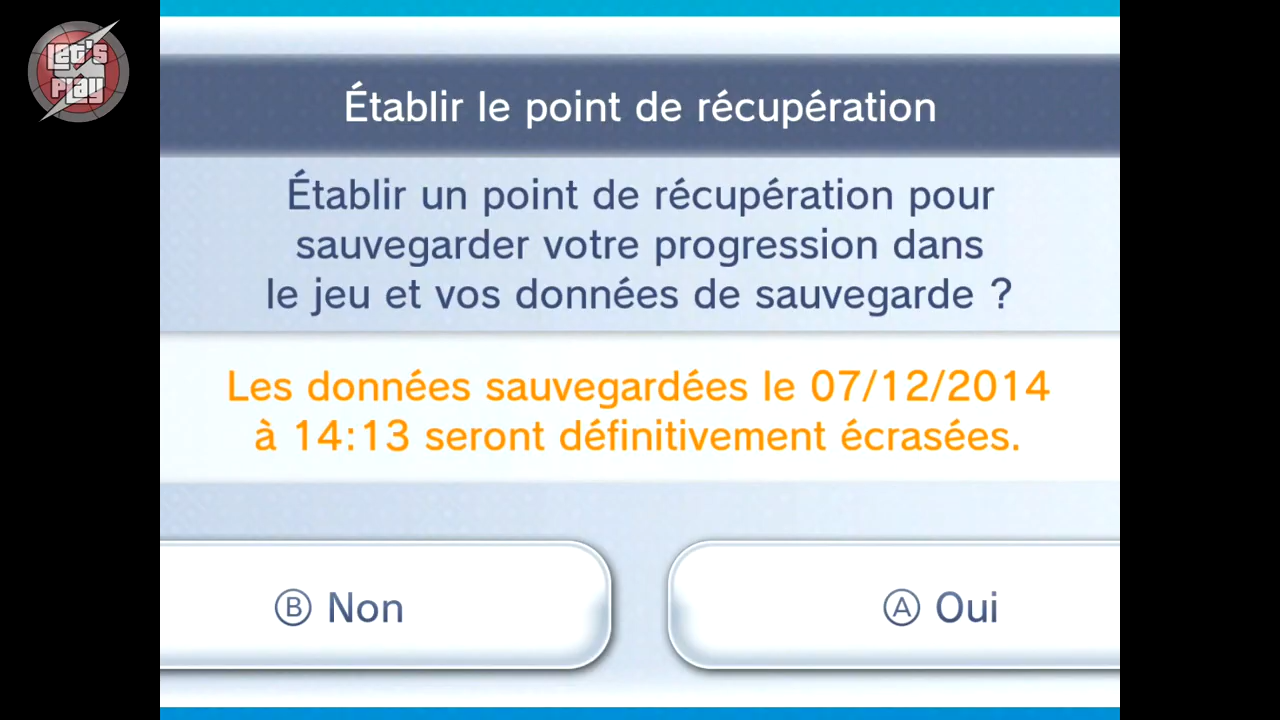 Let's
Play
Établir le point de récupération
Établir un point de récupération pour
sauvegarder votre progression dans
le jeu et vos données de sauvegarde ?
Les données sauvegardées le 07/12/2014
à 14:13 seront définitivement écrasées.
Ⓑ Non
Ⓐ Oui